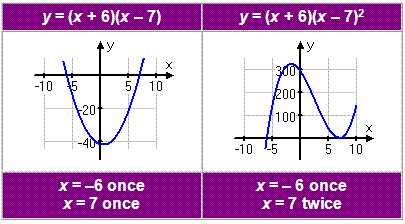 y = (x + 6)(x – 7)
y = (x + 6)(x – 7)²
y
x
-10 -5 5 10
-20
-40
y
300
200
100
x
-10 -5 5 10
x = –6 once
x = 7 once
x = – 6 once
x = 7 twice